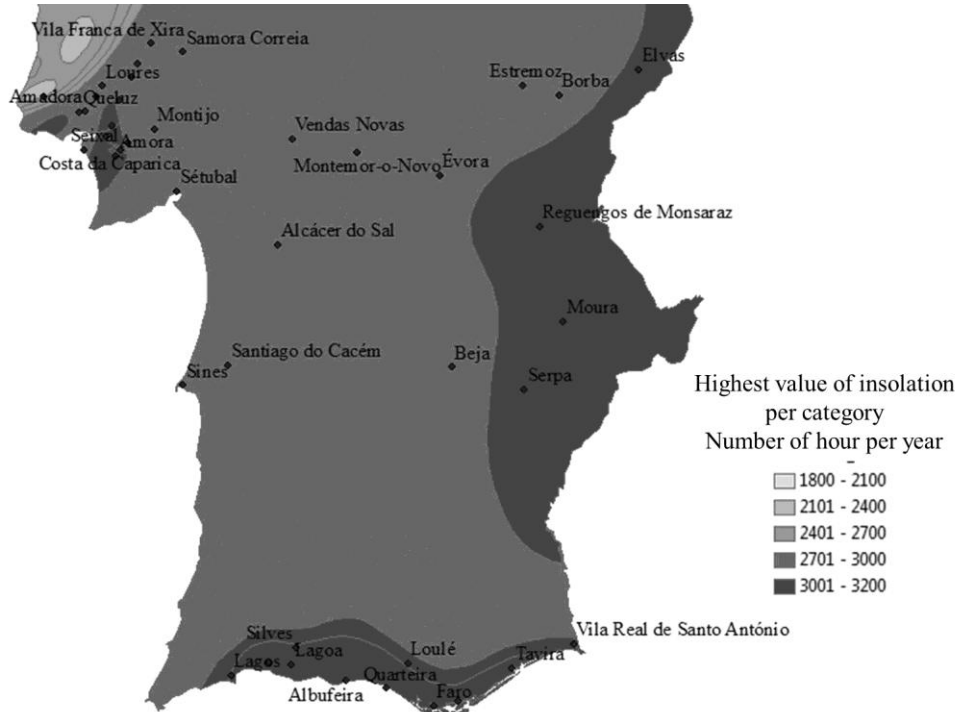 Vila Franca de Xira
Samora Correia
Elvas
Estremoz
Borba
Loures
Amadora
Queluz
Montijo
Vendas Novas
Seixal
Amora
Montemor-o-Novo
Évora
Costa da Caparica
Sétubal
Reguengos de Monsaraz
Alcácer do Sal
Moura
Santiago do Cacém
Beja
Sines
Serpa
Highest value of insolation
per category
Number of hour per year
1800 - 2100
2101 - 2400
2401 - 2700
2701 - 3000
3001 - 3200
Vila Real de Santo António
Silves
Lagoa
Loulé
Tavira
Lagos
Quarteira
Albufeira
Faro